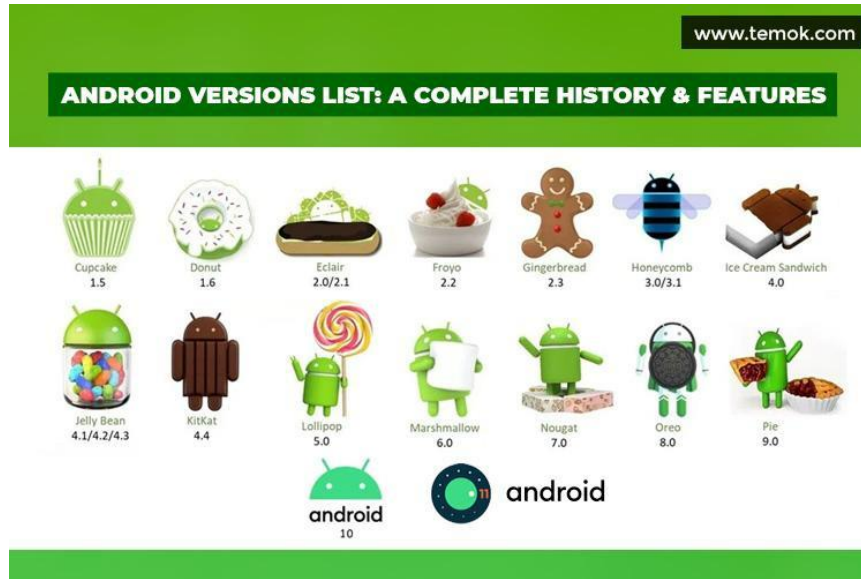 www.temok.com
ANDROID VERSIONS LIST: A COMPLETE HISTORY & FEATURES
Cupcake
1.5
Donut
1.6
Eclair
2.0/2.1
Froyo
2.2
Gingerbread
2.3
Honeycomb
3.0/3.1
Ice Cream Sandwich
4.0
Jelly Bean
4.1/4.2/4.3
KitKat
4.4
Lollipop
5.0
Marshmallow
6.0
Nougat
7.0
Oreo
8.0
Pie
9.0
android
10
11
android